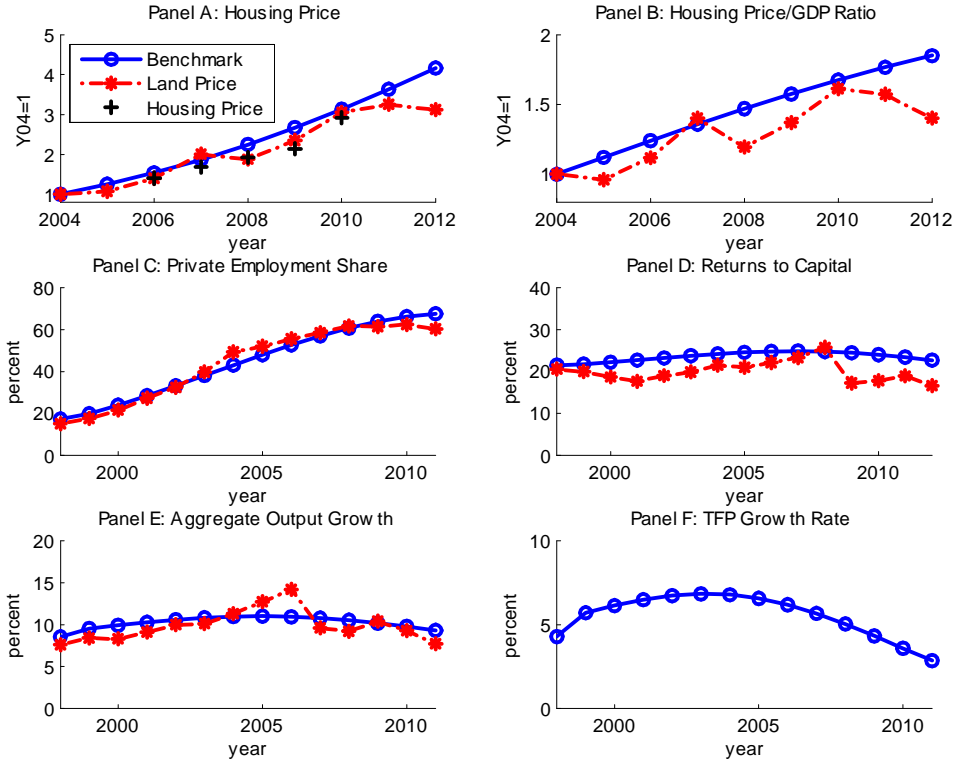 Panel A: Housing Price
5
4
3
2
1
Y04=1
Benchmark
Land Price
Housing Price
2004 2006 2008 2010 2012
year
Panel B: Housing Price/GDP Ratio
2
1.5
1
Y04=1
2004 2006 2008 2010 2012
year
Panel C: Private Employment Share
80
60
40
20
0
percent
2000 2005 2010
year
Panel D: Returns to Capital
40
30
20
10
0
percent
2000 2005 2010
year
Panel E: Aggregate Output Growth
20
15
10
5
0
percent
2000 2005 2010
year
Panel F: TFP Growth Rate
10
5
0
percent
2000 2005 2010
year